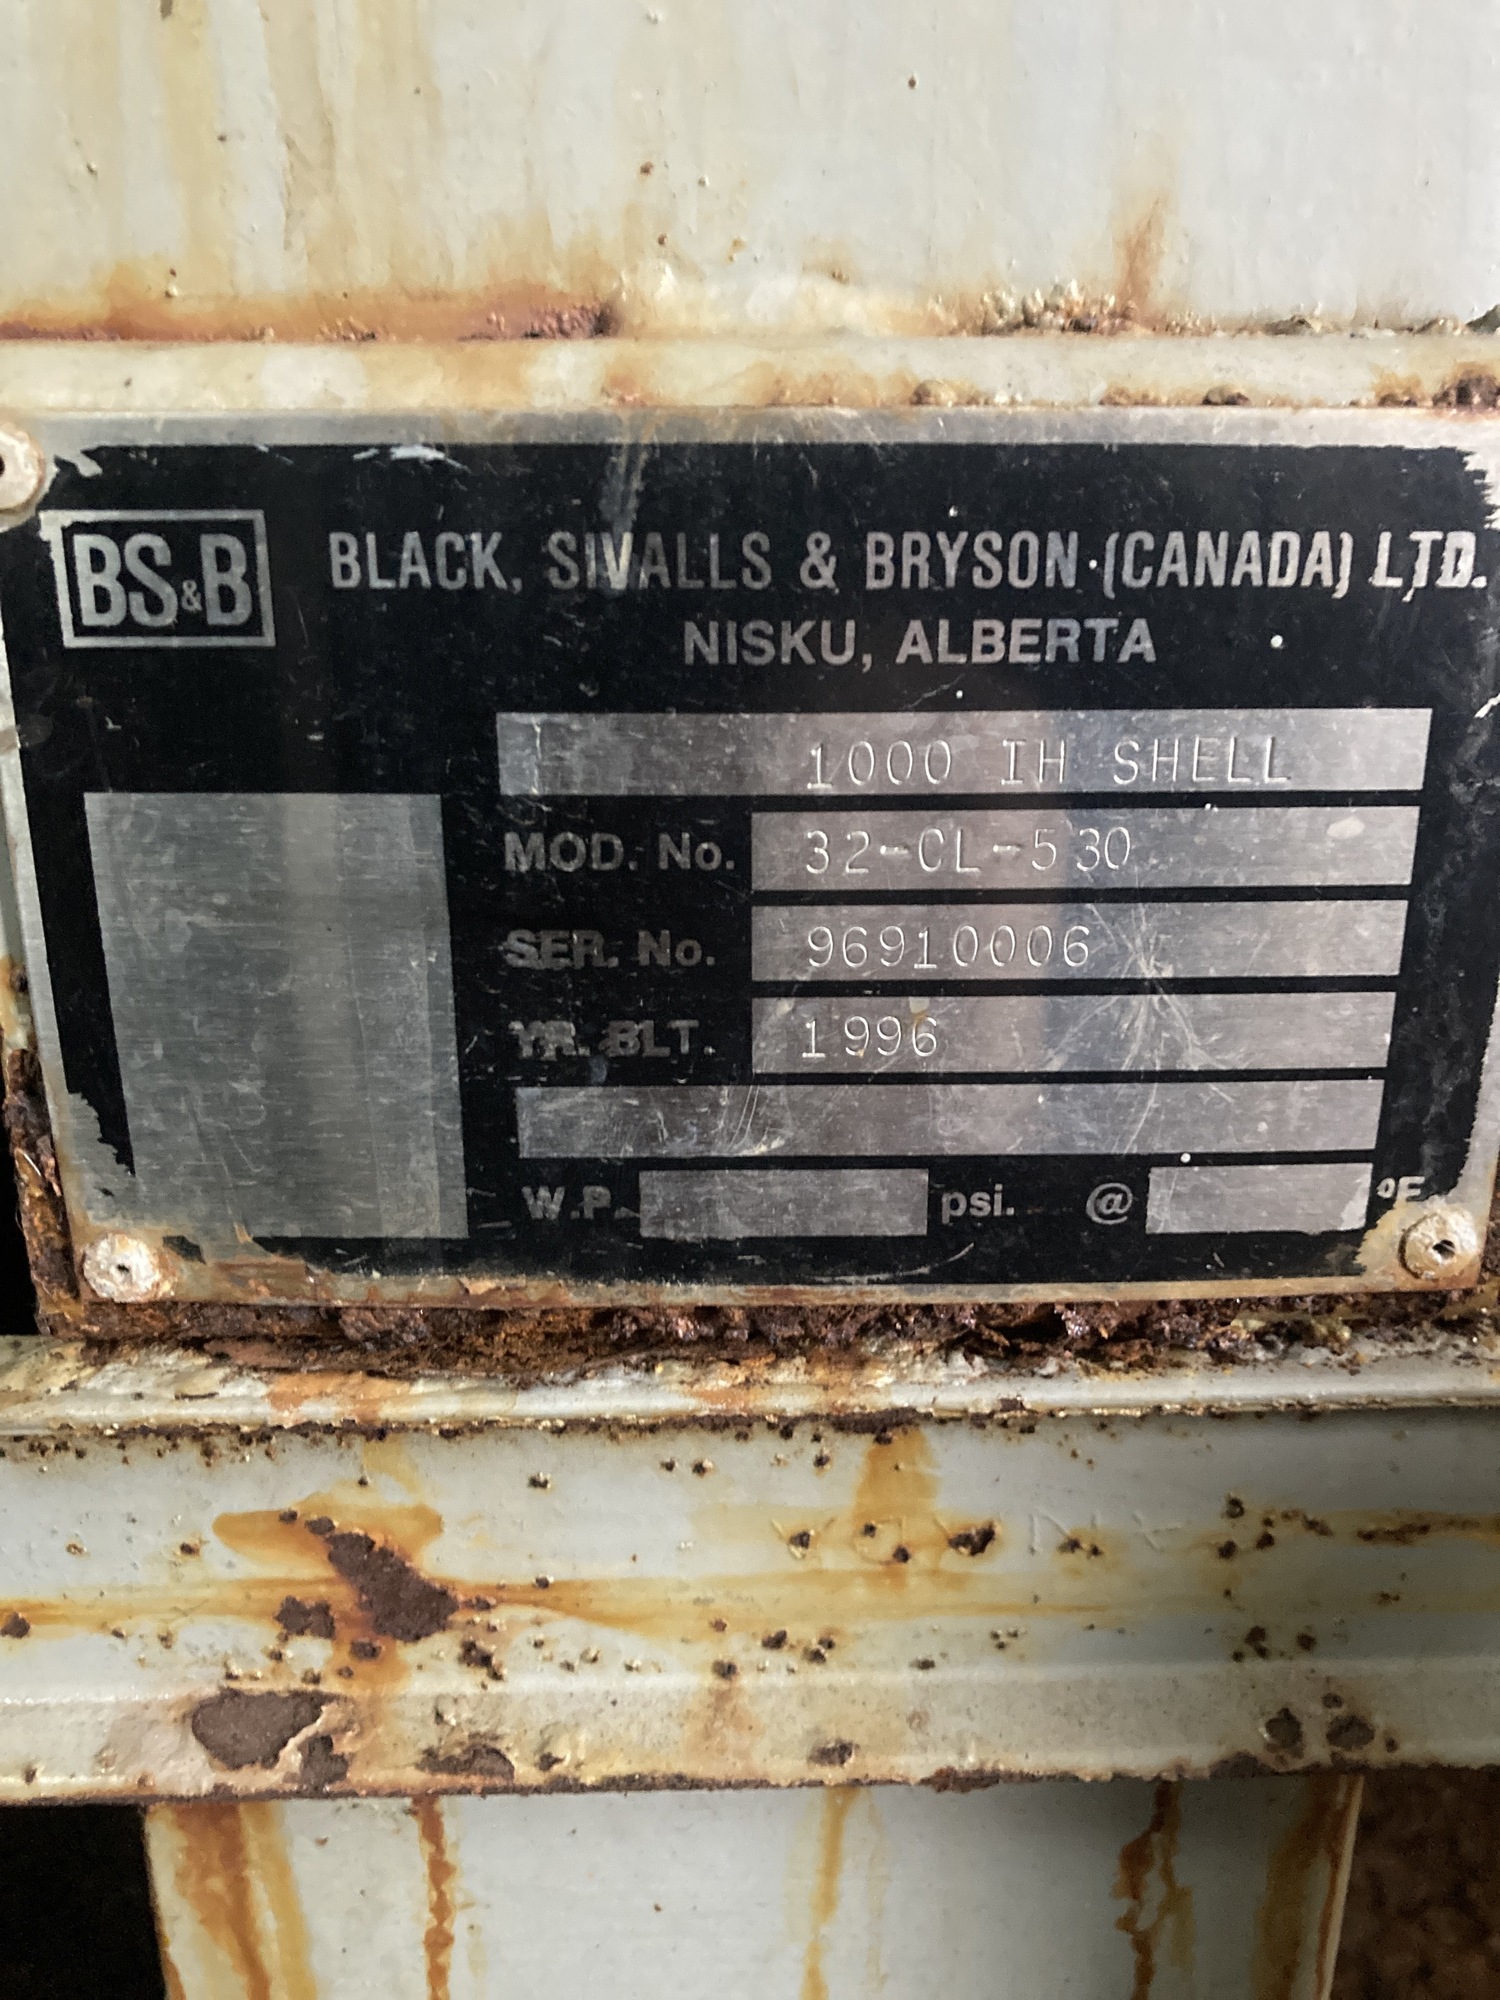 BS&B
BLACK, SIVALLS & BRYSON (CANADA) LTD.
NISKU, ALBERTA
1000 IH SHELL
MOD. No. 32-CL-530
SER. No. 96910006
YR. BLT. 1996
W.P. psi. @ °F